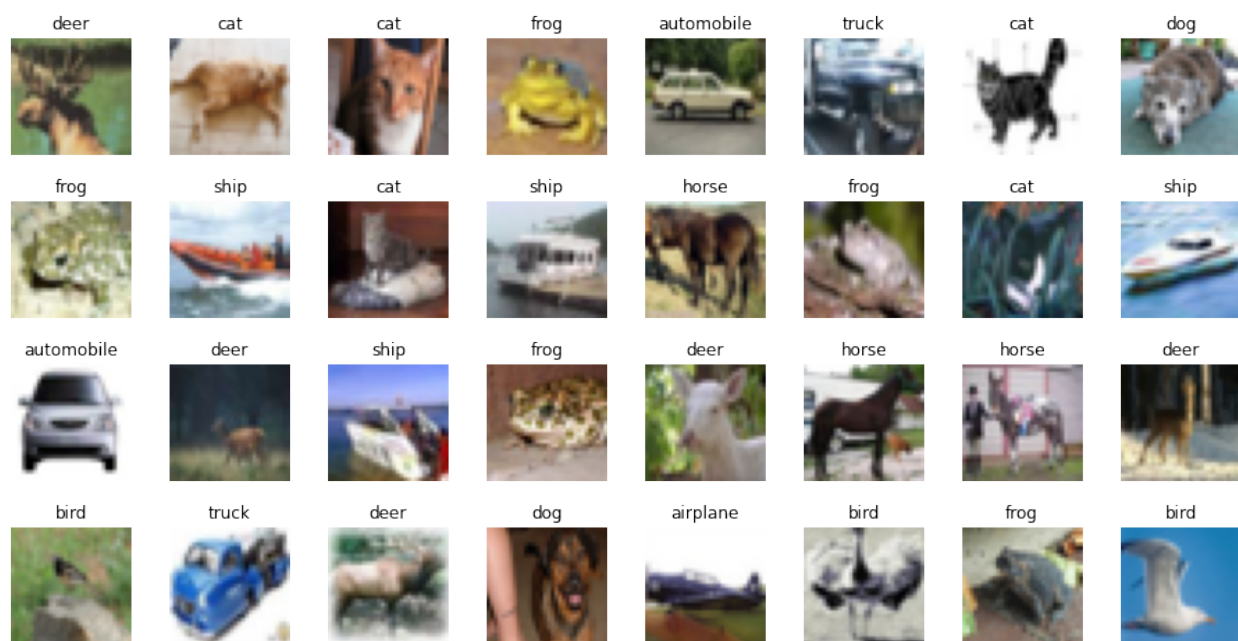 deer cat cat frog automobile truck cat dog
frog ship cat ship horse frog cat ship
automobile deer ship frog deer horse horse deer
bird truck deer dog airplane bird frog bird